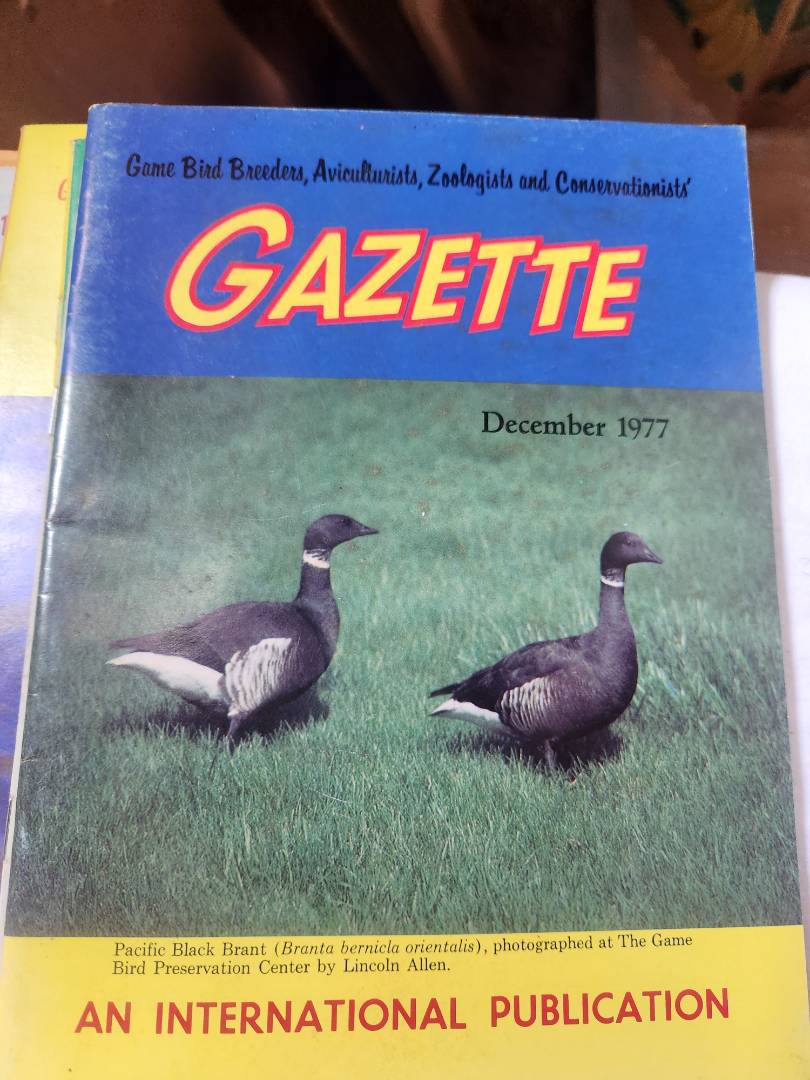 Game Bird Breeders, Aviculturists, Zoologists and Conservationists'
GAZETTE
December 1977
Pacific Black Brant (Branta bernicla orientalis), photographed at The Game
Bird Preservation Center by Lincoln Allen.
AN INTERNATIONAL PUBLICATION